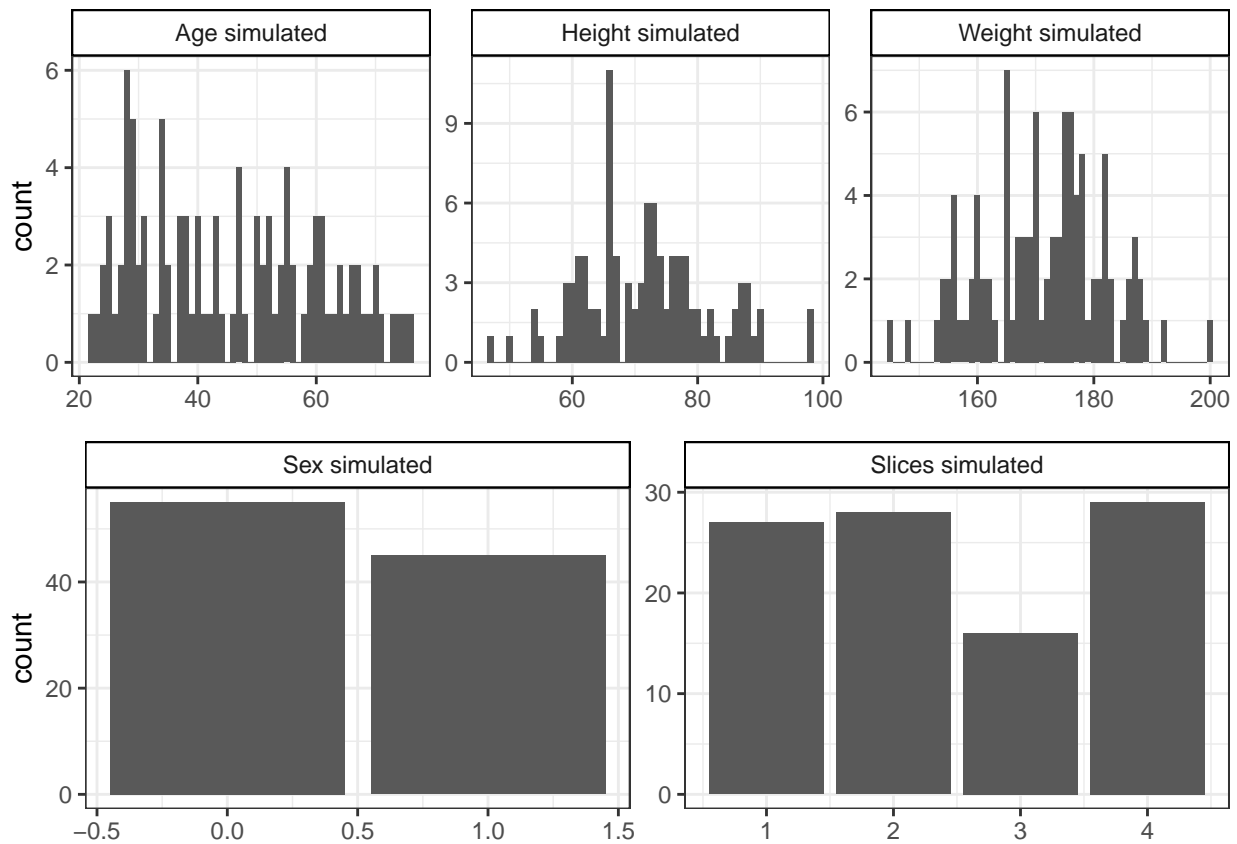 Age simulated
Height simulated
Weight simulated
6
4
2
0
count
20 40 60
9
6
3
0
60 80 100
6
4
2
0
160 180 200
Sex simulated
Slices simulated
40
20
0
count
−0.5 0.0 0.5 1.0 1.5
30
20
10
0
1 2 3 4